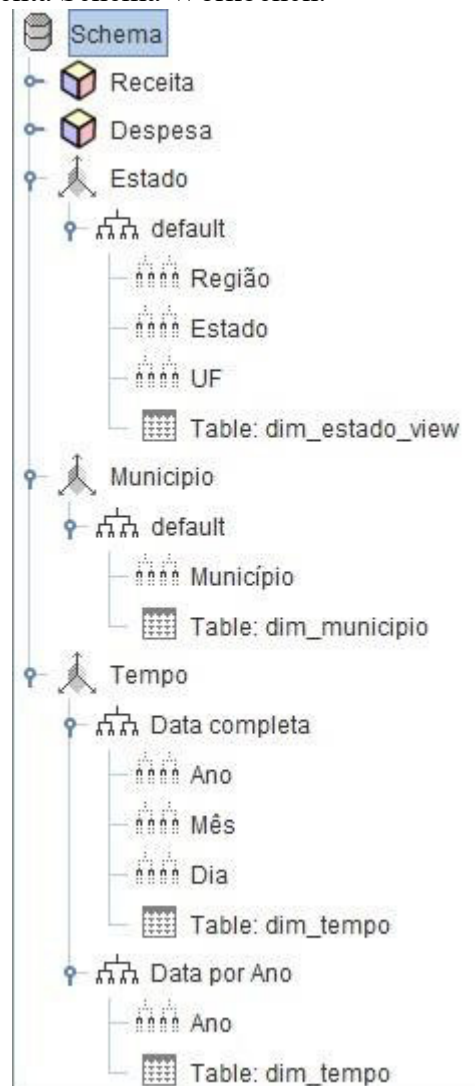 Schema
Receita
Despesa
Estado
default
Região
Estado
UF
Table: dim_estado_view
Municipio
default
Município
Table: dim_municipio
Tempo
Data completa
Ano
Mês
Dia
Table: dim_tempo
Data por Ano
Ano
Table: dim_tempo